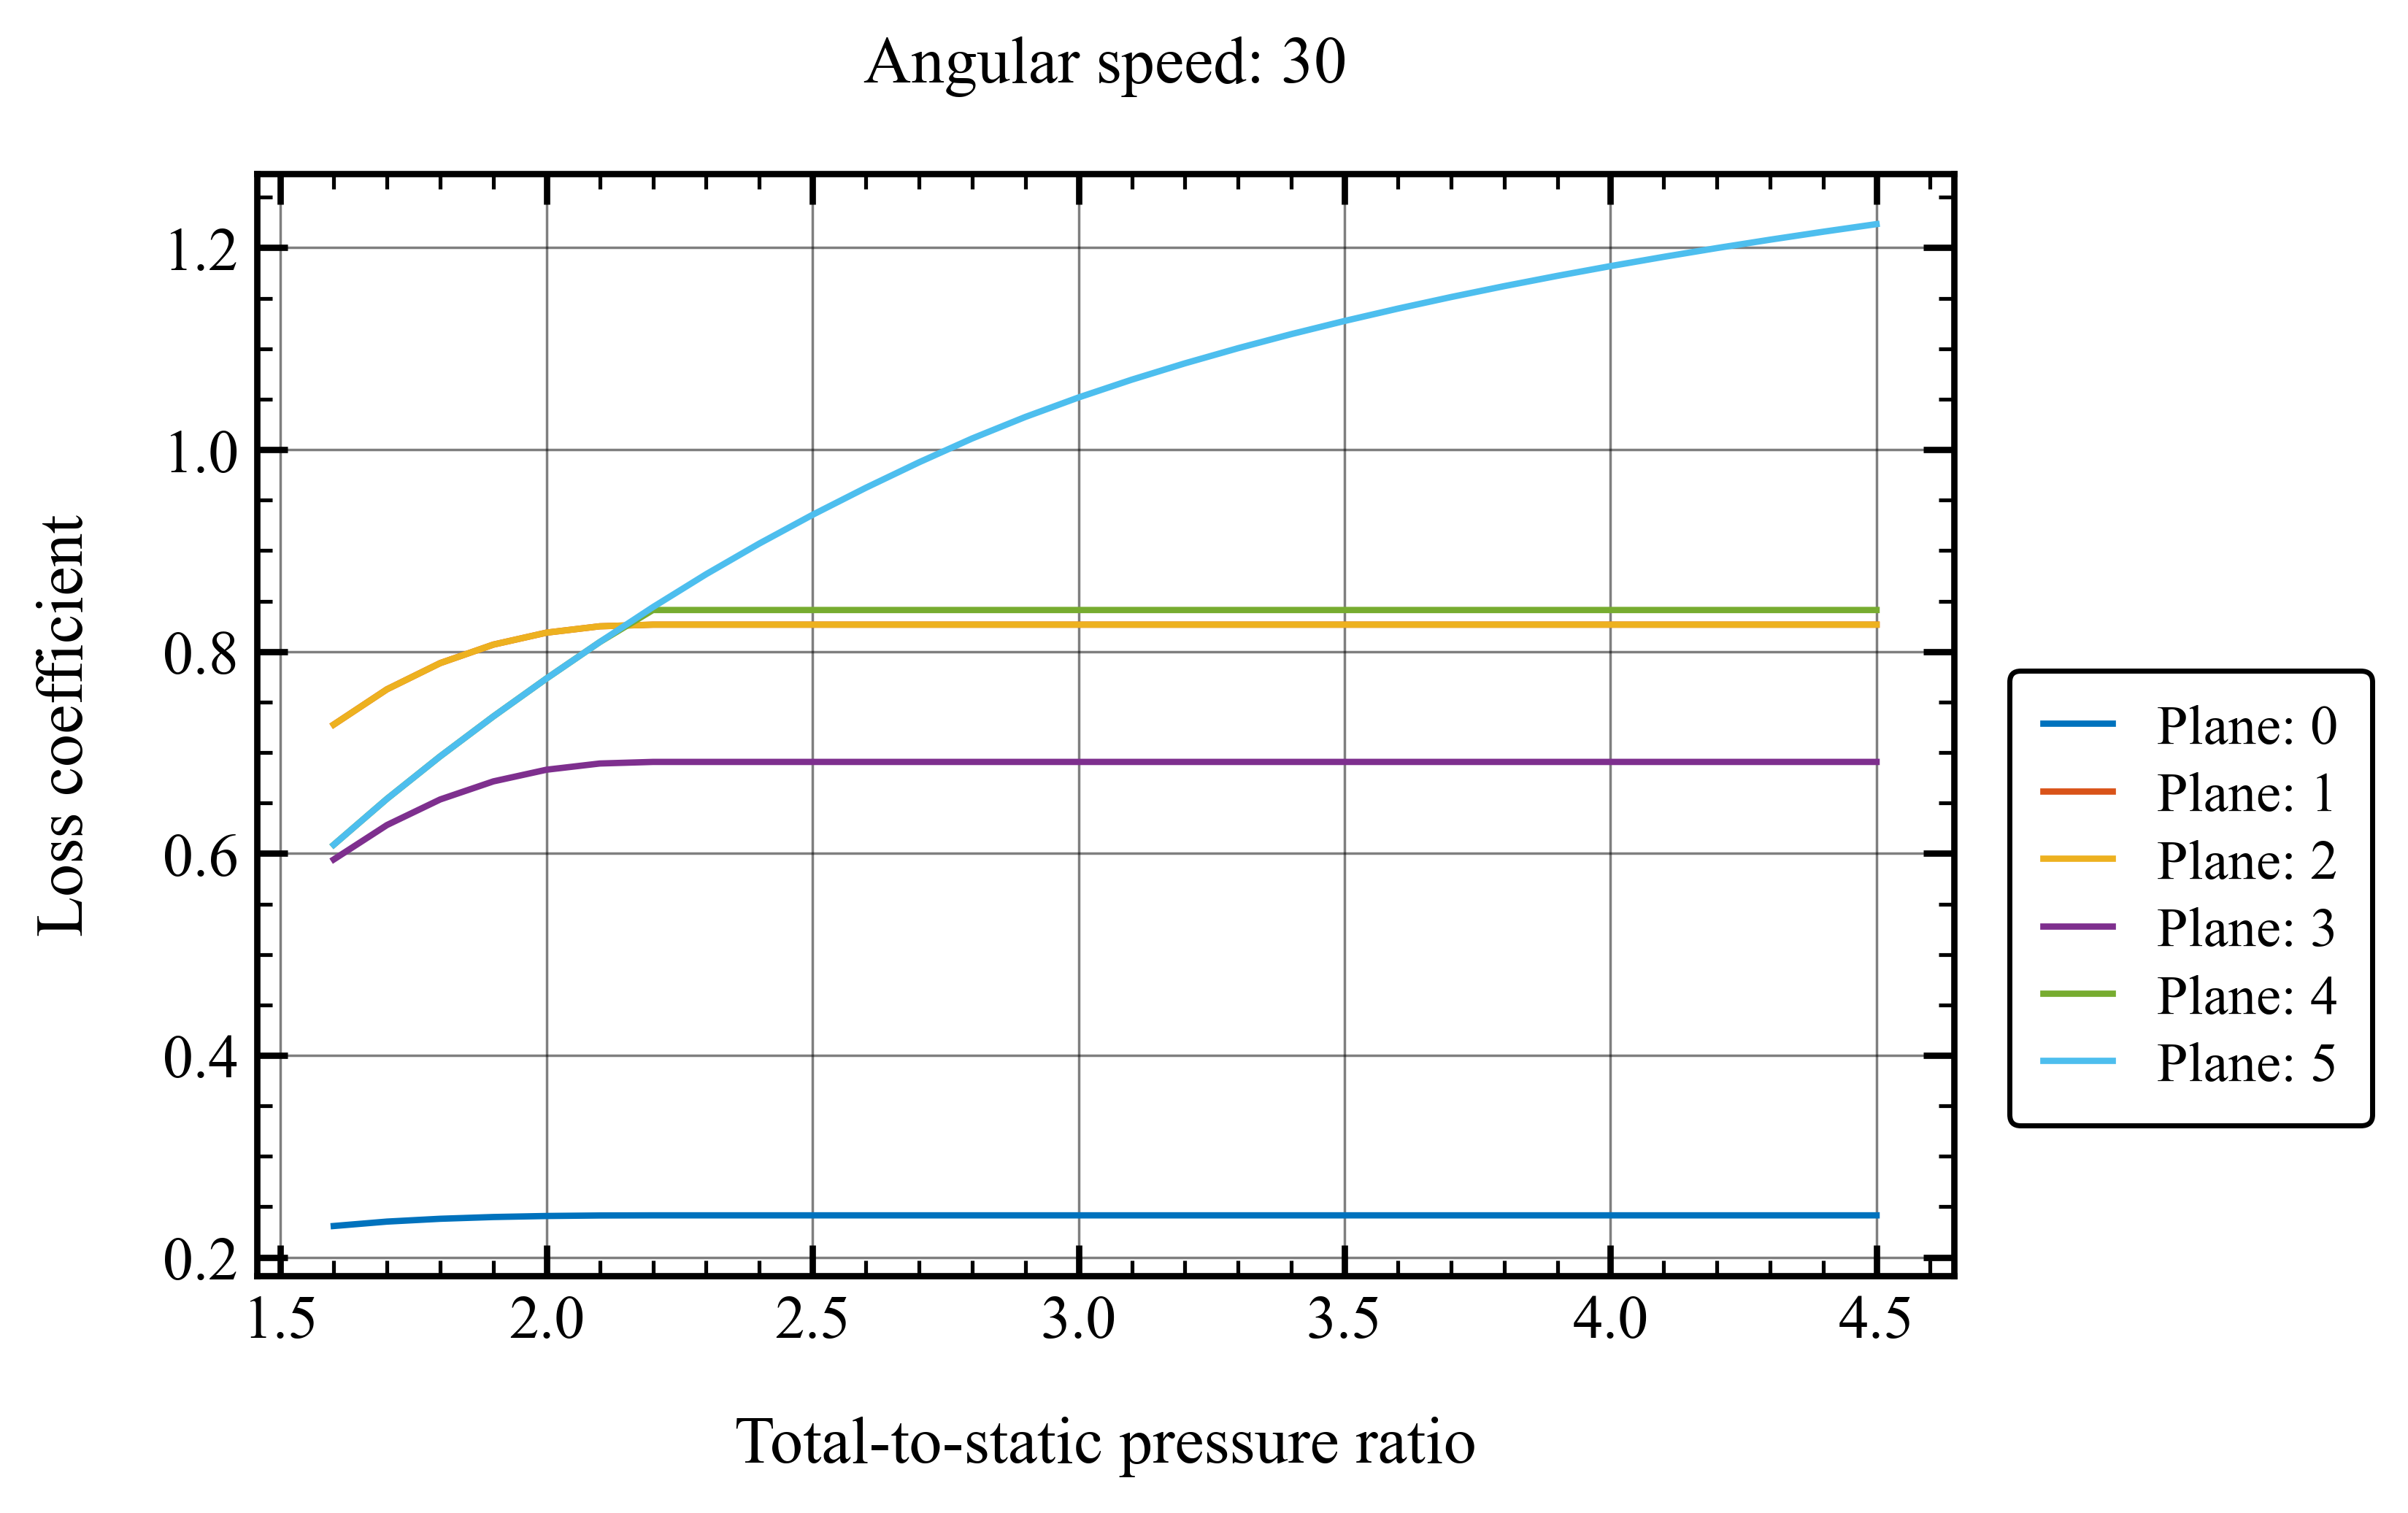 Angular speed: 30
1.2
1.0
0.8
0.6
0.4
0.2
Loss coefficient
1.5 2.0 2.5 3.0 3.5 4.0 4.5
Total-to-static pressure ratio
Plane: 0
Plane: 1
Plane: 2
Plane: 3
Plane: 4
Plane: 5